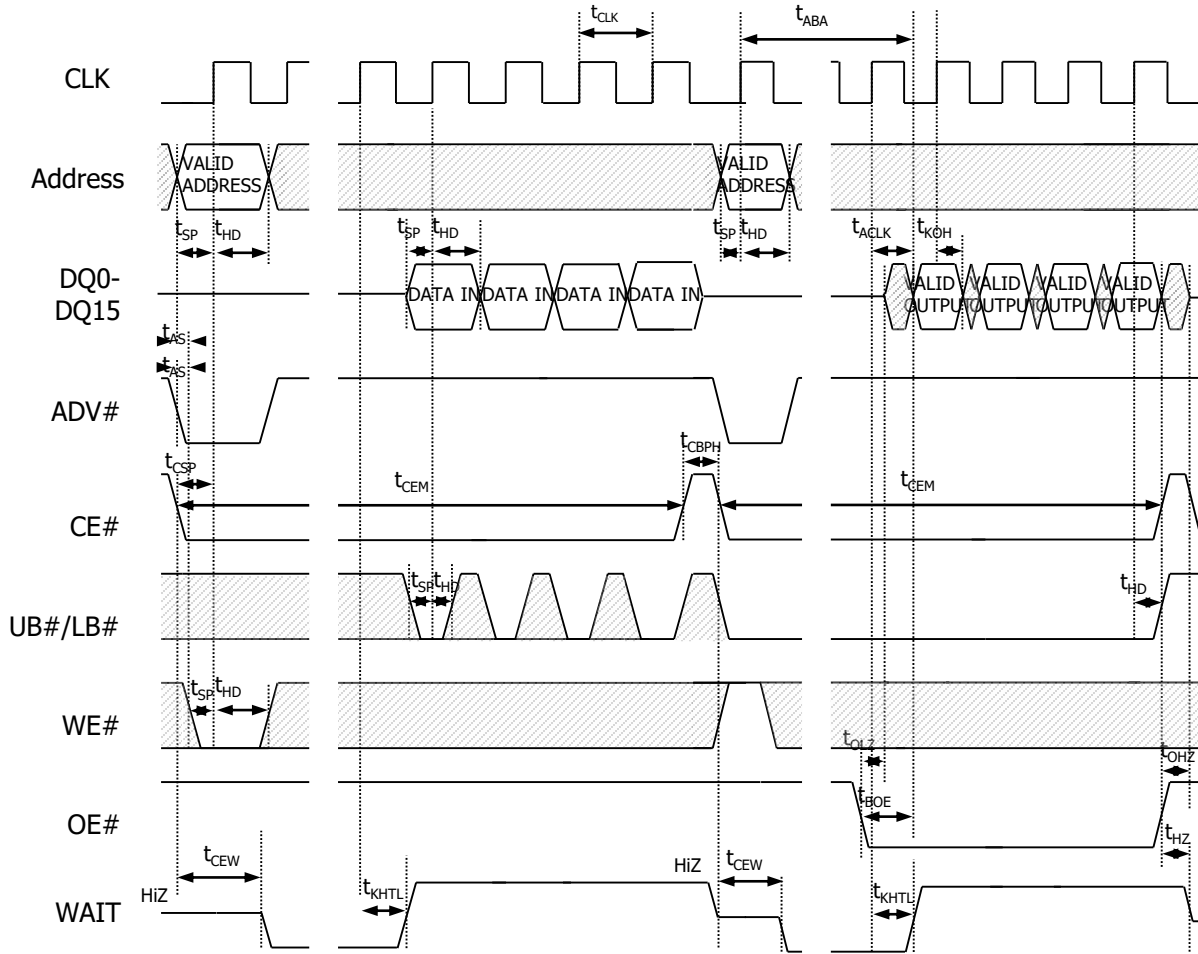 tCLK
tABA
CLK
Address
VALID
ADDRESS
VALID
ADDRESS
tSP tHD
tSP tHD
tSP tHD
tACLK tKOH
DQ0-
DQ15
DATA IN DATA IN DATA IN DATA IN
VALID
OUTPUT
VALID
OUTPUT
VALID
OUTPUT
VALID
OUTPUT
tAS
tAS
ADV#
tCBPH
tCSP
tCEM
tCEM
CE#
tSP tHD
tHD
UB#/LB#
tSP tHD
WE#
tOLZ
tOHZ
tBOE
OE#
tHZ
tCEW
HiZ
tKHTL
HiZ
tCEW
tKHTL
WAIT